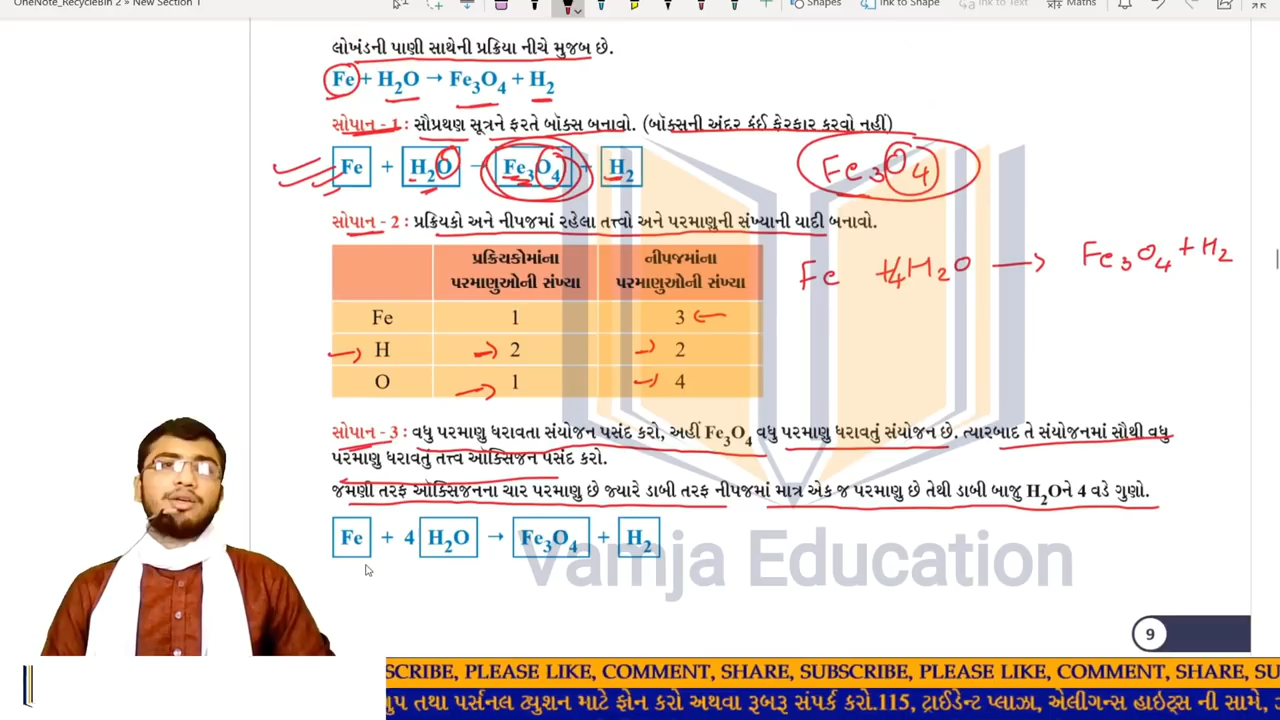 OneNote_RecycleBin 2 » New Section 1
Shapes Ink to Shape Ink to Text Maths
લોખંડની પાણી સાથેની પ્રક્રિયા નીચે મુજબ છે.
Fe + H₂O → Fe₃O₄ + H₂
સોપાન - 1 : સૌપ્રથણ સૂત્રને ફરતે બૉક્સ બનાવો. (બૉક્સની અંદર કંઈ ફેરફાર કરવો નહીં)
Fe + H₂O → Fe₃O₄ + H₂
Fe₃O₄
સોપાન - 2 : પ્રક્રિયકો અને નીપજમાં રહેલા તત્ત્વો અને પરમાણુની સંખ્યાની યાદી બનાવો.
પ્રક્રિયકોમાંના પરમાણુઓની સંખ્યા
નીપજમાંના પરમાણુઓની સંખ્યા
Fe 1 3
H 2 2
O 1 4
Fe + 4H₂O → Fe₃O₄ + H₂
સોપાન - 3 : વધુ પરમાણુ ધરાવતા સંયોજન પસંદ કરો, અહીં Fe₃O₄ વધુ પરમાણુ ધરાવતું સંયોજન છે. ત્યારબાદ તે સંયોજનમાં સૌથી વધુ
પરમાણુ ધરાવતું તત્ત્વ ઑક્સિજન પસંદ કરો.
જમણી તરફ ઑક્સિજનના ચાર પરમાણુ છે જ્યારે ડાબી તરફ નીપજમાં માત્ર એક જ પરમાણુ છે તેથી ડાબી બાજુ H₂Oને 4 વડે ગુણો.
Fe + 4 H₂O → Fe₃O₄ + H₂
Vamja Education
9
SCRIBE, PLEASE LIKE, COMMENT, SHARE, SUBSCRIBE, PLEASE LIKE, COMMENT, SHARE, SU
ગ્રુપ તથા પર્સનલ ટ્યુશન માટે ફોન કરો અથવા રૂબરૂ સંપર્ક કરો.115, ટ્રાઈડેન્ટ પ્લાઝા, એલીગન્સ હાઇટ્સ ની સામે,